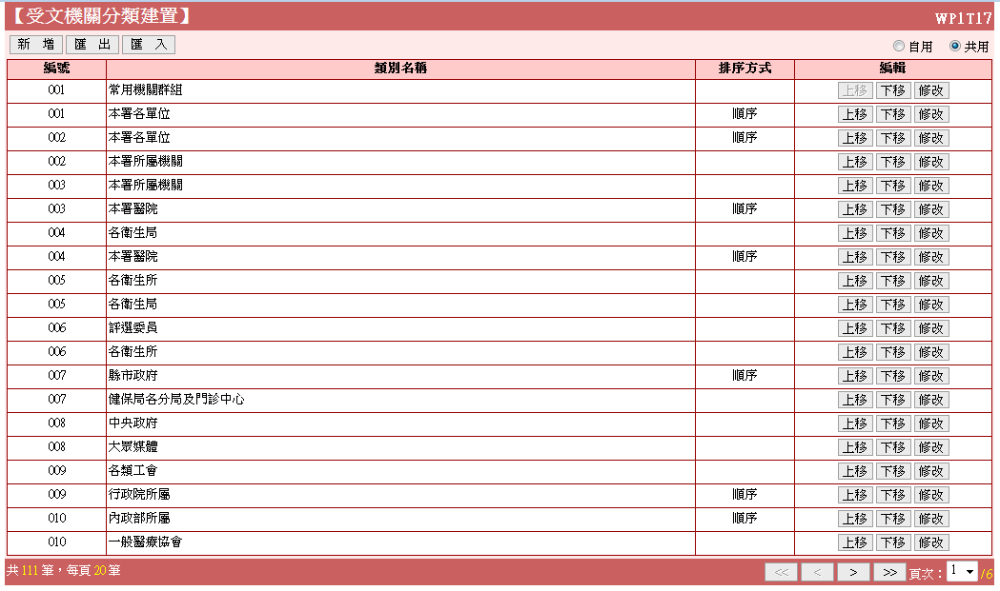 【受文機關分類建置】 WP1T17
新 增 匯 出 匯 入 自用 共用
編號 類別名稱 排序方式 編輯
001 常用機關群組 上移 下移 修改
001 本署各單位 順序 上移 下移 修改
002 本署各單位 順序 上移 下移 修改
002 本署所屬機關 上移 下移 修改
003 本署所屬機關 上移 下移 修改
003 本署醫院 順序 上移 下移 修改
004 各衛生局 上移 下移 修改
004 本署醫院 順序 上移 下移 修改
005 各衛生所 上移 下移 修改
005 各衛生局 上移 下移 修改
006 評選委員 上移 下移 修改
006 各衛生所 上移 下移 修改
007 縣市政府 順序 上移 下移 修改
007 健保局各分局及門診中心 上移 下移 修改
008 中央政府 上移 下移 修改
008 大眾媒體 上移 下移 修改
009 各類工會 上移 下移 修改
009 行政院所屬 順序 上移 下移 修改
010 內政部所屬 順序 上移 下移 修改
010 一般醫療協會 上移 下移 修改
共 111 筆，每頁 20 筆 << < > >> 頁次： 1 /6